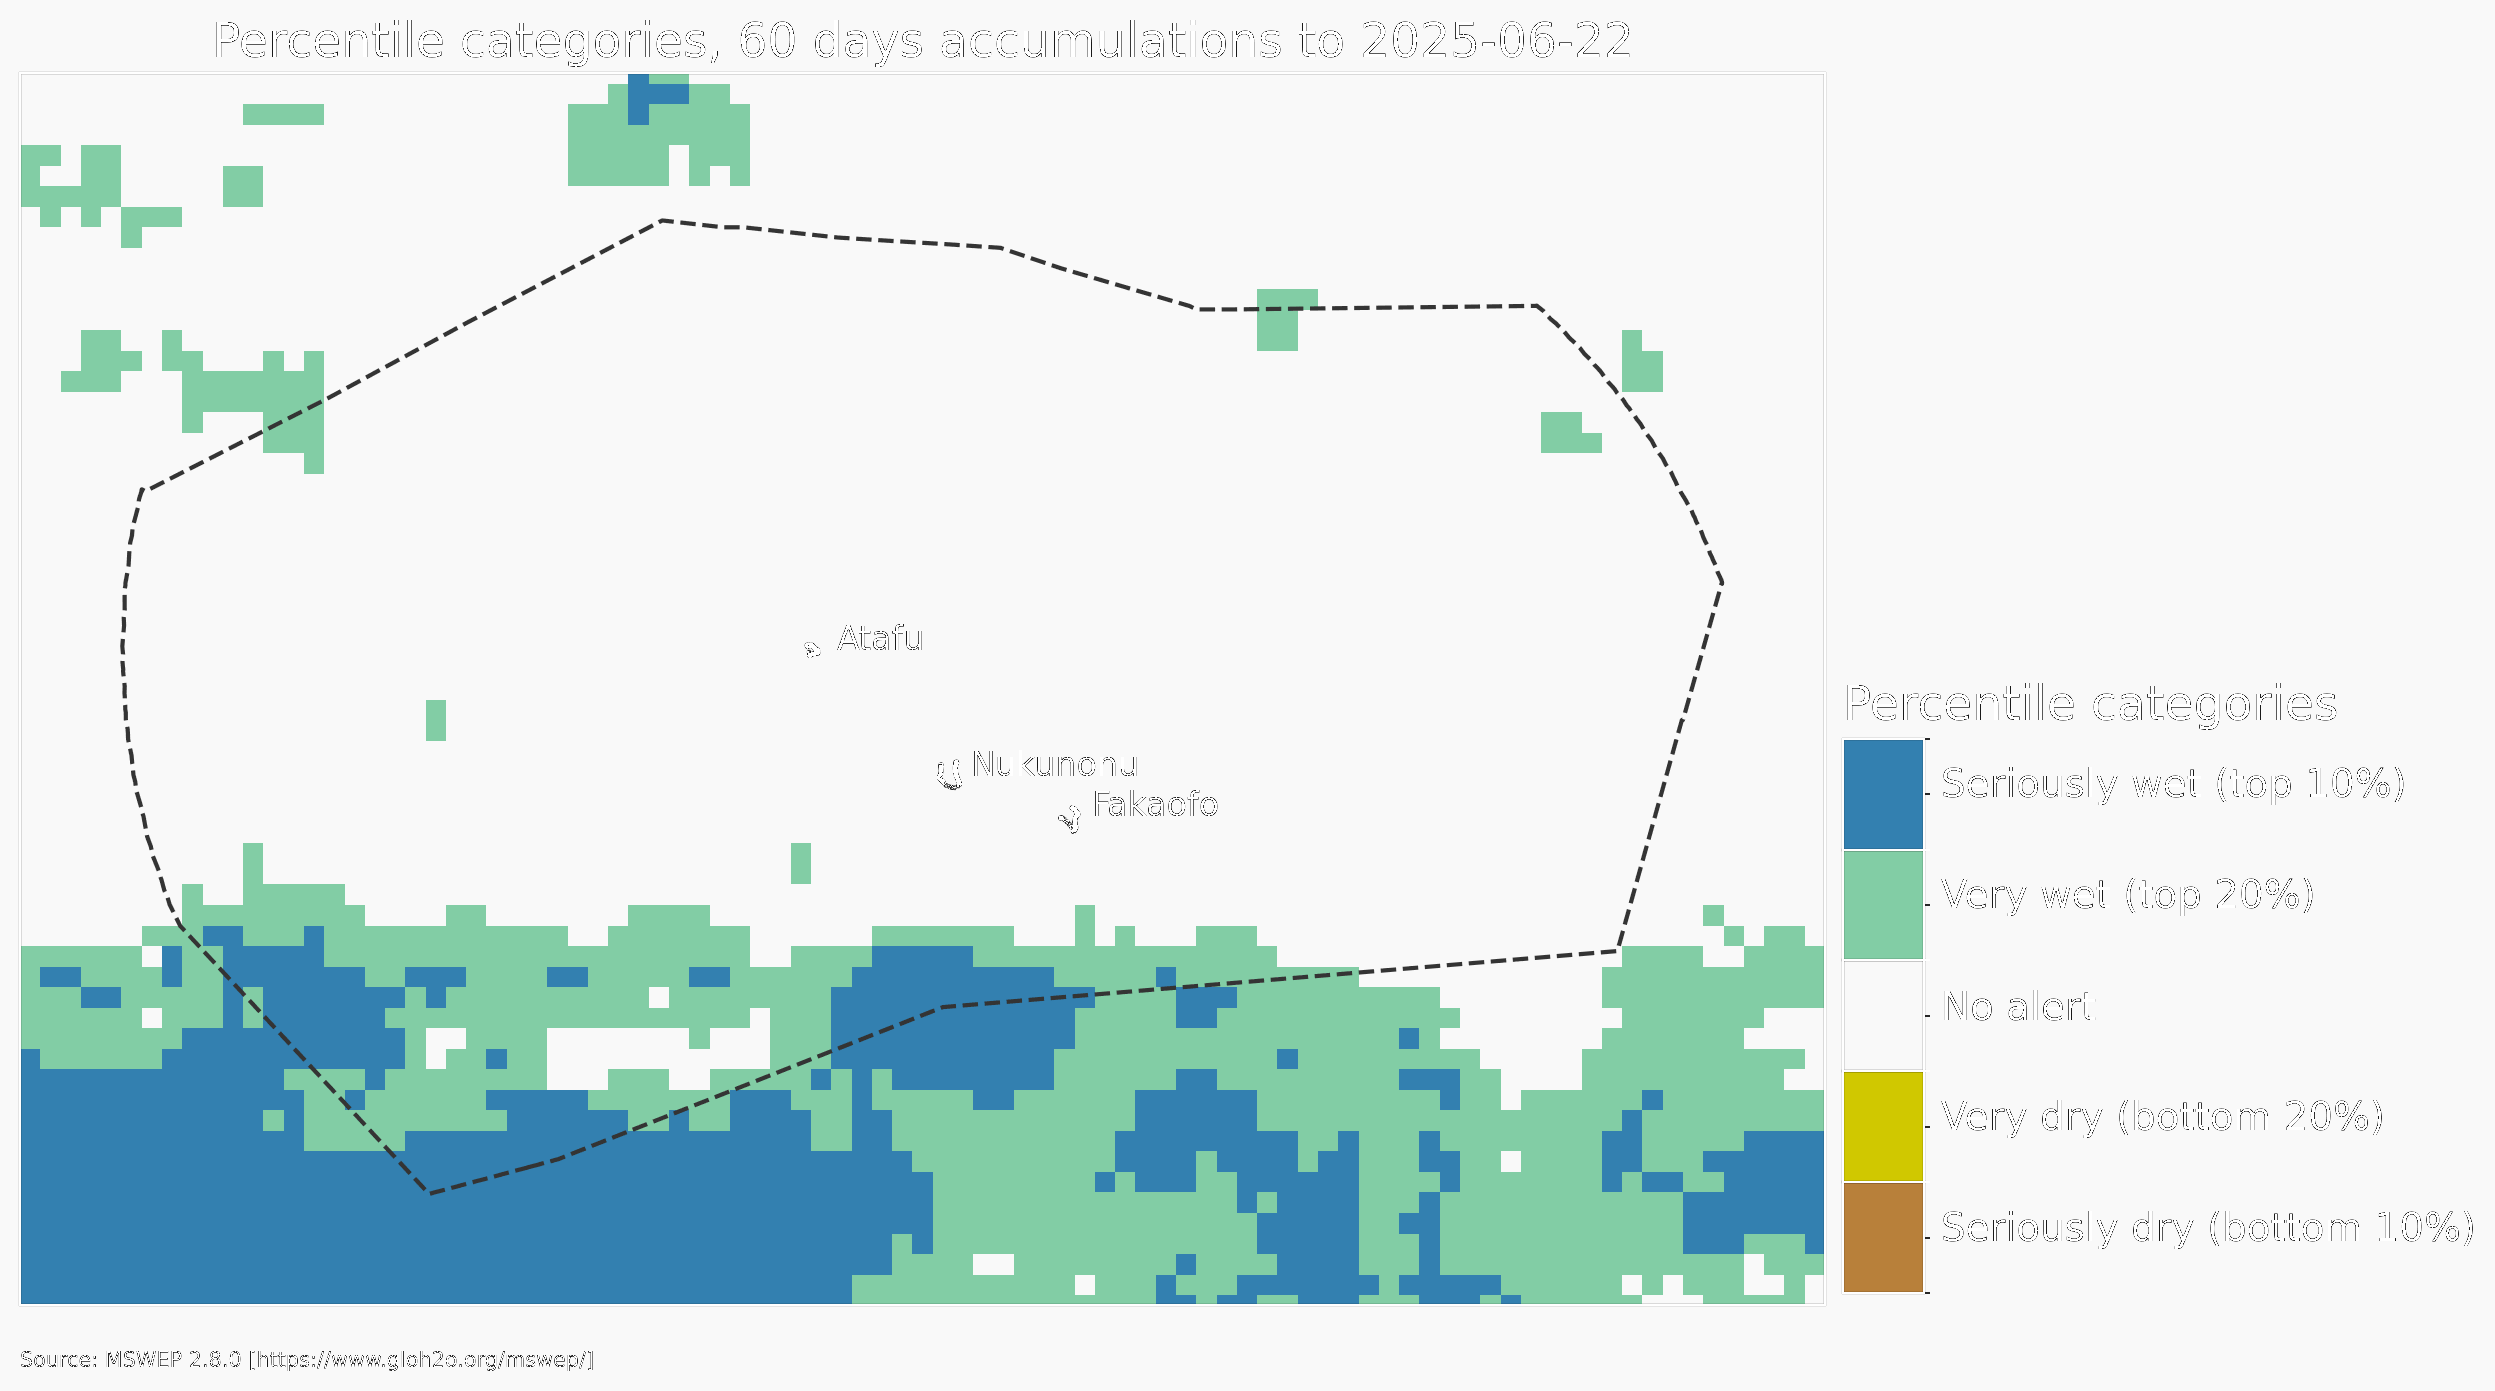 Percentile categories, 60 days accumulations to 2025-06-22
Atafu
Nukunonu
Fakaofo
Percentile categories
Seriously wet (top 10%)
Very wet (top 20%)
No alert
Very dry (bottom 20%)
Seriously dry (bottom 10%)
Source: MSWEP 2.8.0 [https://www.gloh2o.org/mswep/]